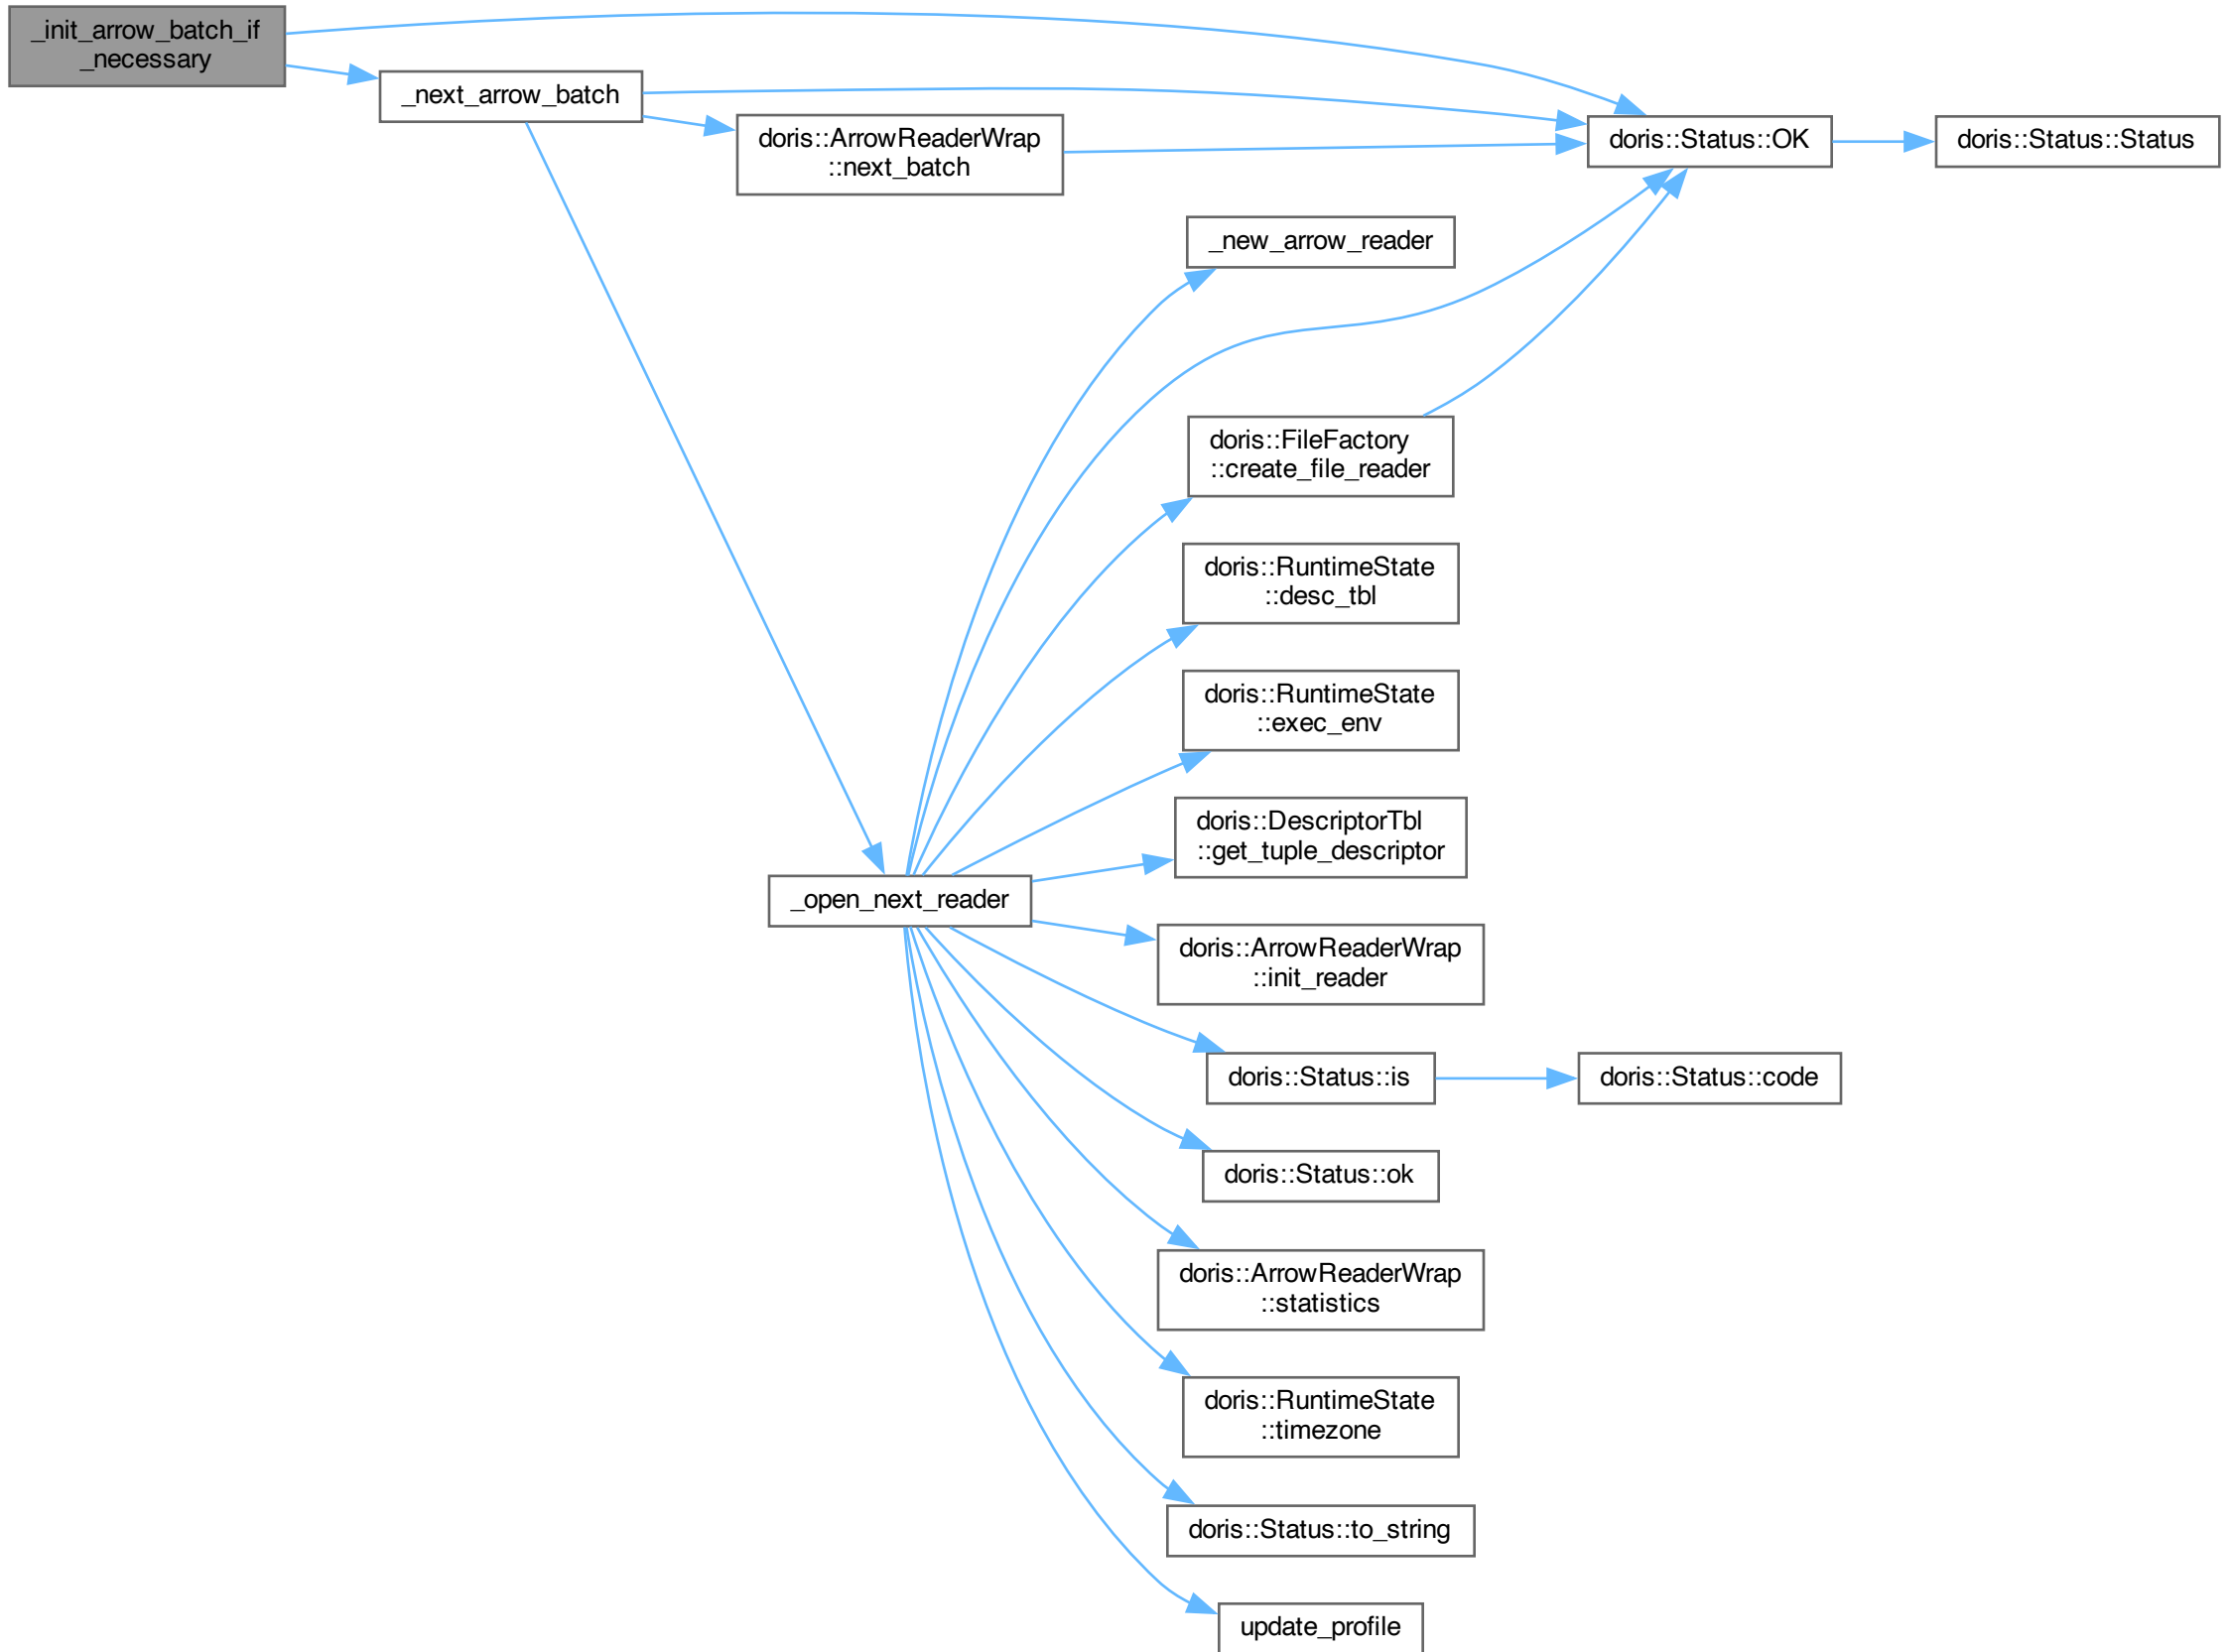 _init_arrow_batch_if
_necessary
_next_arrow_batch
doris::ArrowReaderWrap
::next_batch
doris::Status::OK
doris::Status::Status
_new_arrow_reader
doris::FileFactory
::create_file_reader
doris::RuntimeState
::desc_tbl
doris::RuntimeState
::exec_env
doris::DescriptorTbl
::get_tuple_descriptor
_open_next_reader
doris::ArrowReaderWrap
::init_reader
doris::Status::is
doris::Status::code
doris::Status::ok
doris::ArrowReaderWrap
::statistics
doris::RuntimeState
::timezone
doris::Status::to_string
update_profile